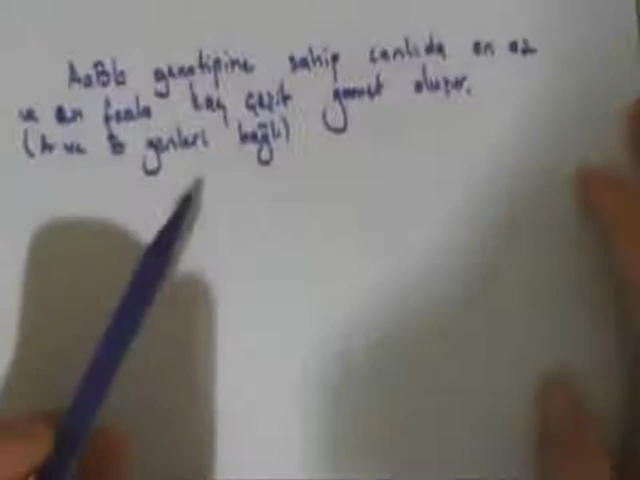 AaBb genotipine sahip canlıda en az
ve en fazla kaç çeşit gamet oluşur.
(A ve B genleri bağlı)